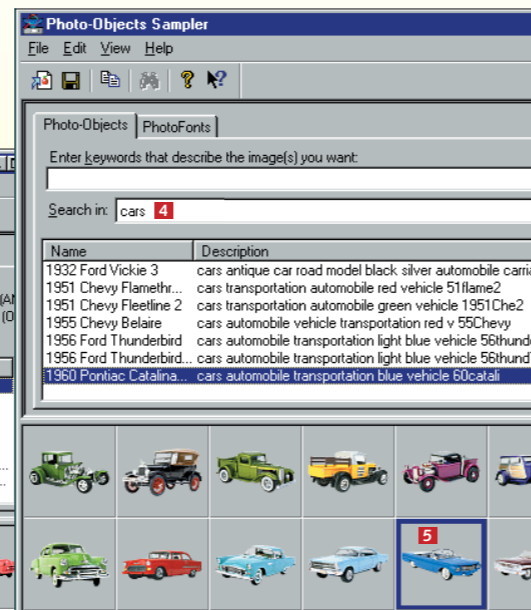 Photo-Objects Sampler
File Edit View Help
Photo-Objects PhotoFonts
Enter keywords that describe the image(s) you want:
Search in: cars 4
Name Description
1932 Ford Vickie 3 cars antique car road model black silver automobile carria
1951 Chevy Flamethr... cars transportation automobile red vehicle 51flame2
1951 Chevy Fleetline 2 cars transportation automobile green vehicle 1951Che2
1955 Chevy Belaire cars automobile vehicle transportation red v 55Chevy
1956 Ford Thunderbird cars automobile transportation light blue vehicle 56thund
1956 Ford Thunderbird... cars automobile transportation light blue vehicle 56thund
1960 Pontiac Catalina... cars automobile transportation blue vehicle 60catali
5